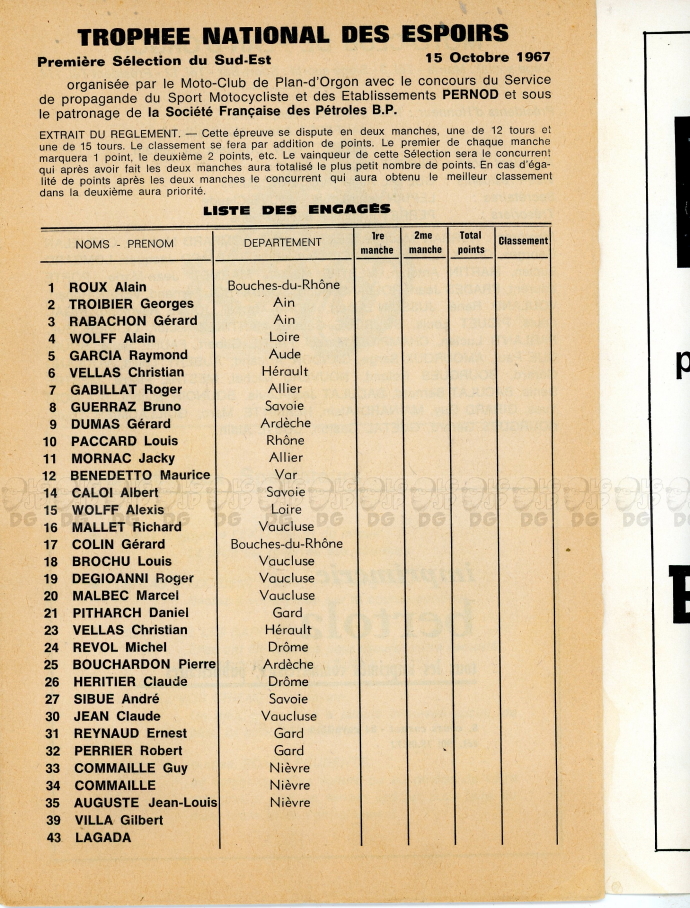 TROPHEE NATIONAL DES ESPOIRS
Première Sélection du Sud-Est 15 Octobre 1967
organisée par le Moto-Club de Plan-d'Orgon avec le concours du Service
de propagande du Sport Motocycliste et des Etablissements PERNOD et sous
le patronage de la Société Française des Pétroles B.P.
EXTRAIT DU REGLEMENT. — Cette épreuve se dispute en deux manches, une de 12 tours et
une de 15 tours. Le classement se fera par addition de points. Le premier de chaque manche
marquera 1 point, le deuxième 2 points, etc. Le vainqueur de cette Sélection sera le concurrent
qui après avoir fait les deux manches aura totalisé le plus petit nombre de points. En cas d'éga-
lité de points après les deux manches le concurrent qui aura obtenu le meilleur classement
dans la deuxième aura priorité.
LISTE DES ENGAGÉS
NOMS - PRENOM DEPARTEMENT 1re manche 2me manche Total points Classement
1 ROUX Alain Bouches-du-Rhône
2 TROIBIER Georges Ain
3 RABACHON Gérard Ain
4 WOLFF Alain Loire
5 GARCIA Raymond Aude
6 VELLAS Christian Hérault
7 GABILLAT Roger Allier
8 GUERRAZ Bruno Savoie
9 DUMAS Gérard Ardèche
10 PACCARD Louis Rhône
11 MORNAC Jacky Allier
12 BENEDETTO Maurice Var
14 CALOI Albert Savoie
15 WOLFF Alexis Loire
16 MALLET Richard Vaucluse
17 COLIN Gérard Bouches-du-Rhône
18 BROCHU Louis Vaucluse
19 DEGIOANNI Roger Vaucluse
20 MALBEC Marcel Vaucluse
21 PITHARCH Daniel Gard
23 VELLAS Christian Hérault
24 REVOL Michel Drôme
25 BOUCHARDON Pierre Ardèche
26 HERITIER Claude Drôme
27 SIBUE André Savoie
30 JEAN Claude Vaucluse
31 REYNAUD Ernest Gard
32 PERRIER Robert Gard
33 COMMAILLE Guy Nièvre
34 COMMAILLE Nièvre
35 AUGUSTE Jean-Louis Nièvre
39 VILLA Gilbert
43 LAGADA